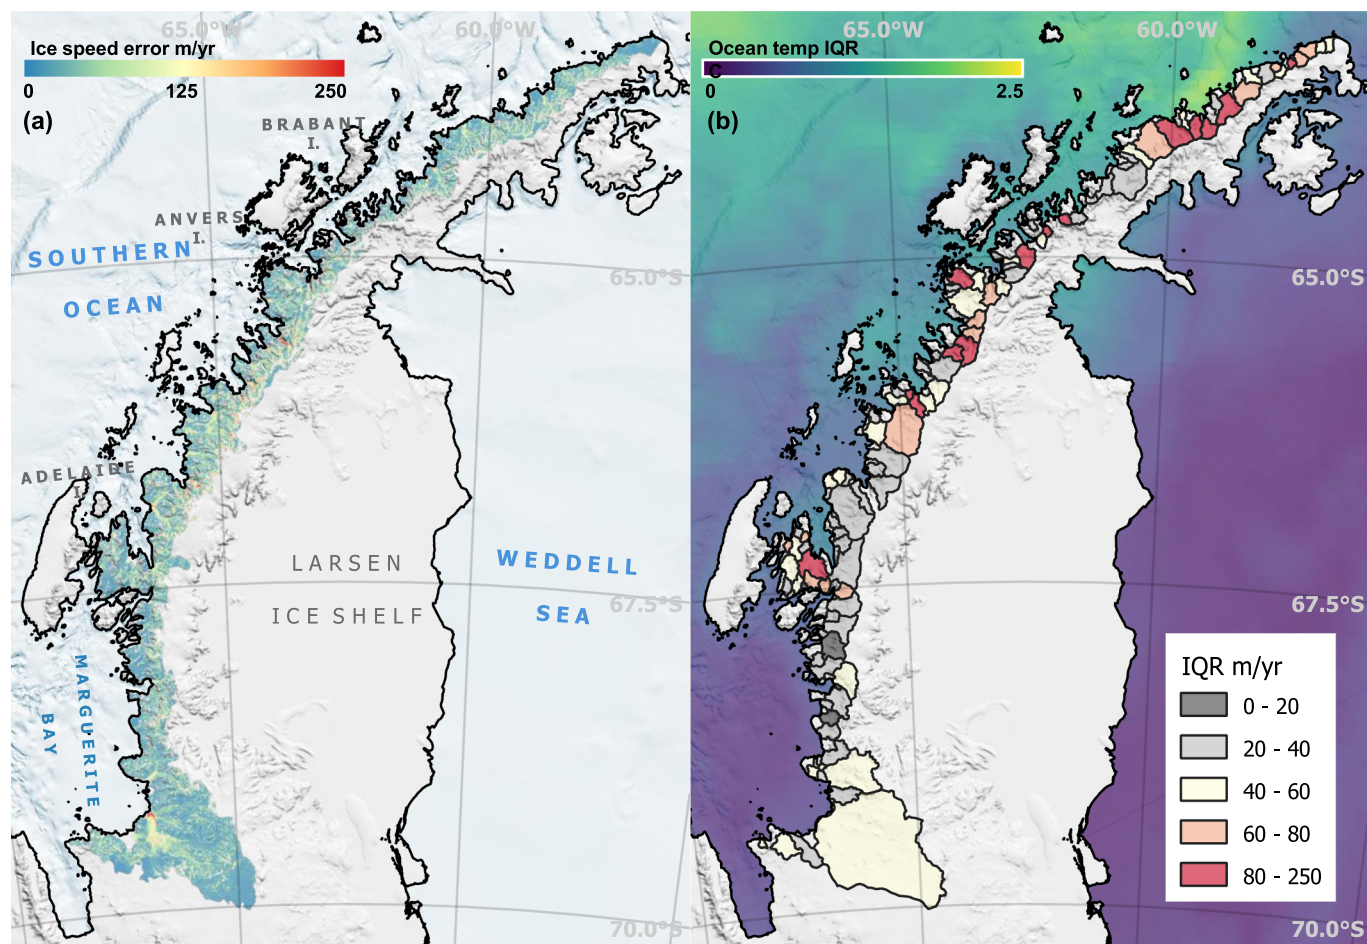 65.0°W
60.0°W
Ice speed error m/yr
0
125
250
(a)
BRABANT
I.
ANVERS
I.
SOUTHERN
OCEAN
65.0°S
ADELAIDE
I.
LARSEN
ICE SHELF
WEDDELL
SEA
67.5°S
MARGUERITE
BAY
70.0°S
65.0°W
60.0°W
Ocean temp IQR
C
0
2.5
(b)
65.0°S
67.5°S
IQR m/yr
0 - 20
20 - 40
40 - 60
60 - 80
80 - 250
70.0°S